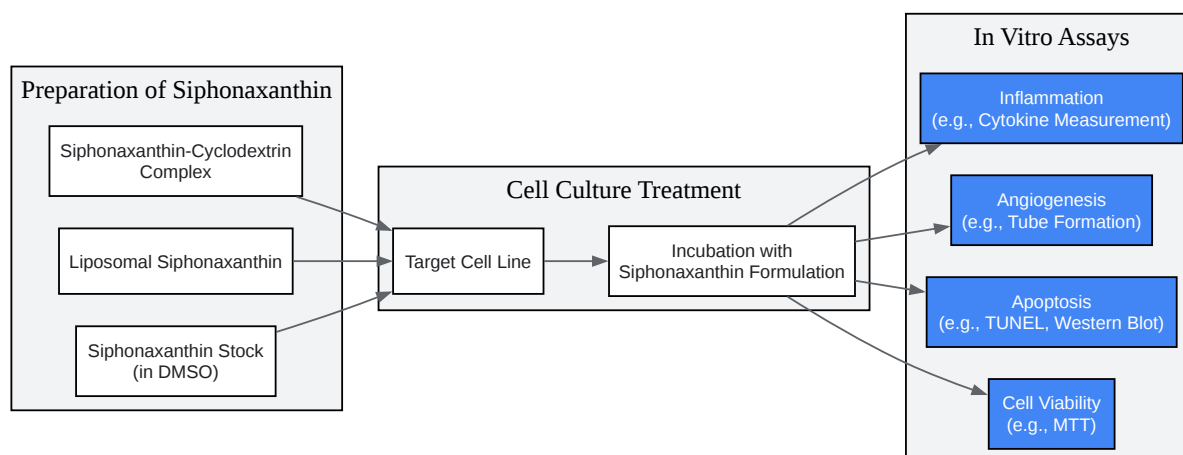 Preparation of Siphonaxanthin
Siphonaxanthin-Cyclodextrin
Complex
Liposomal Siphonaxanthin
Siphonaxanthin Stock
(in DMSO)
Cell Culture Treatment
Target Cell Line
Incubation with
Siphonaxanthin Formulation
In Vitro Assays
Inflammation
(e.g., Cytokine Measurement)
Angiogenesis
(e.g., Tube Formation)
Apoptosis
(e.g., TUNEL, Western Blot)
Cell Viability
(e.g., MTT)